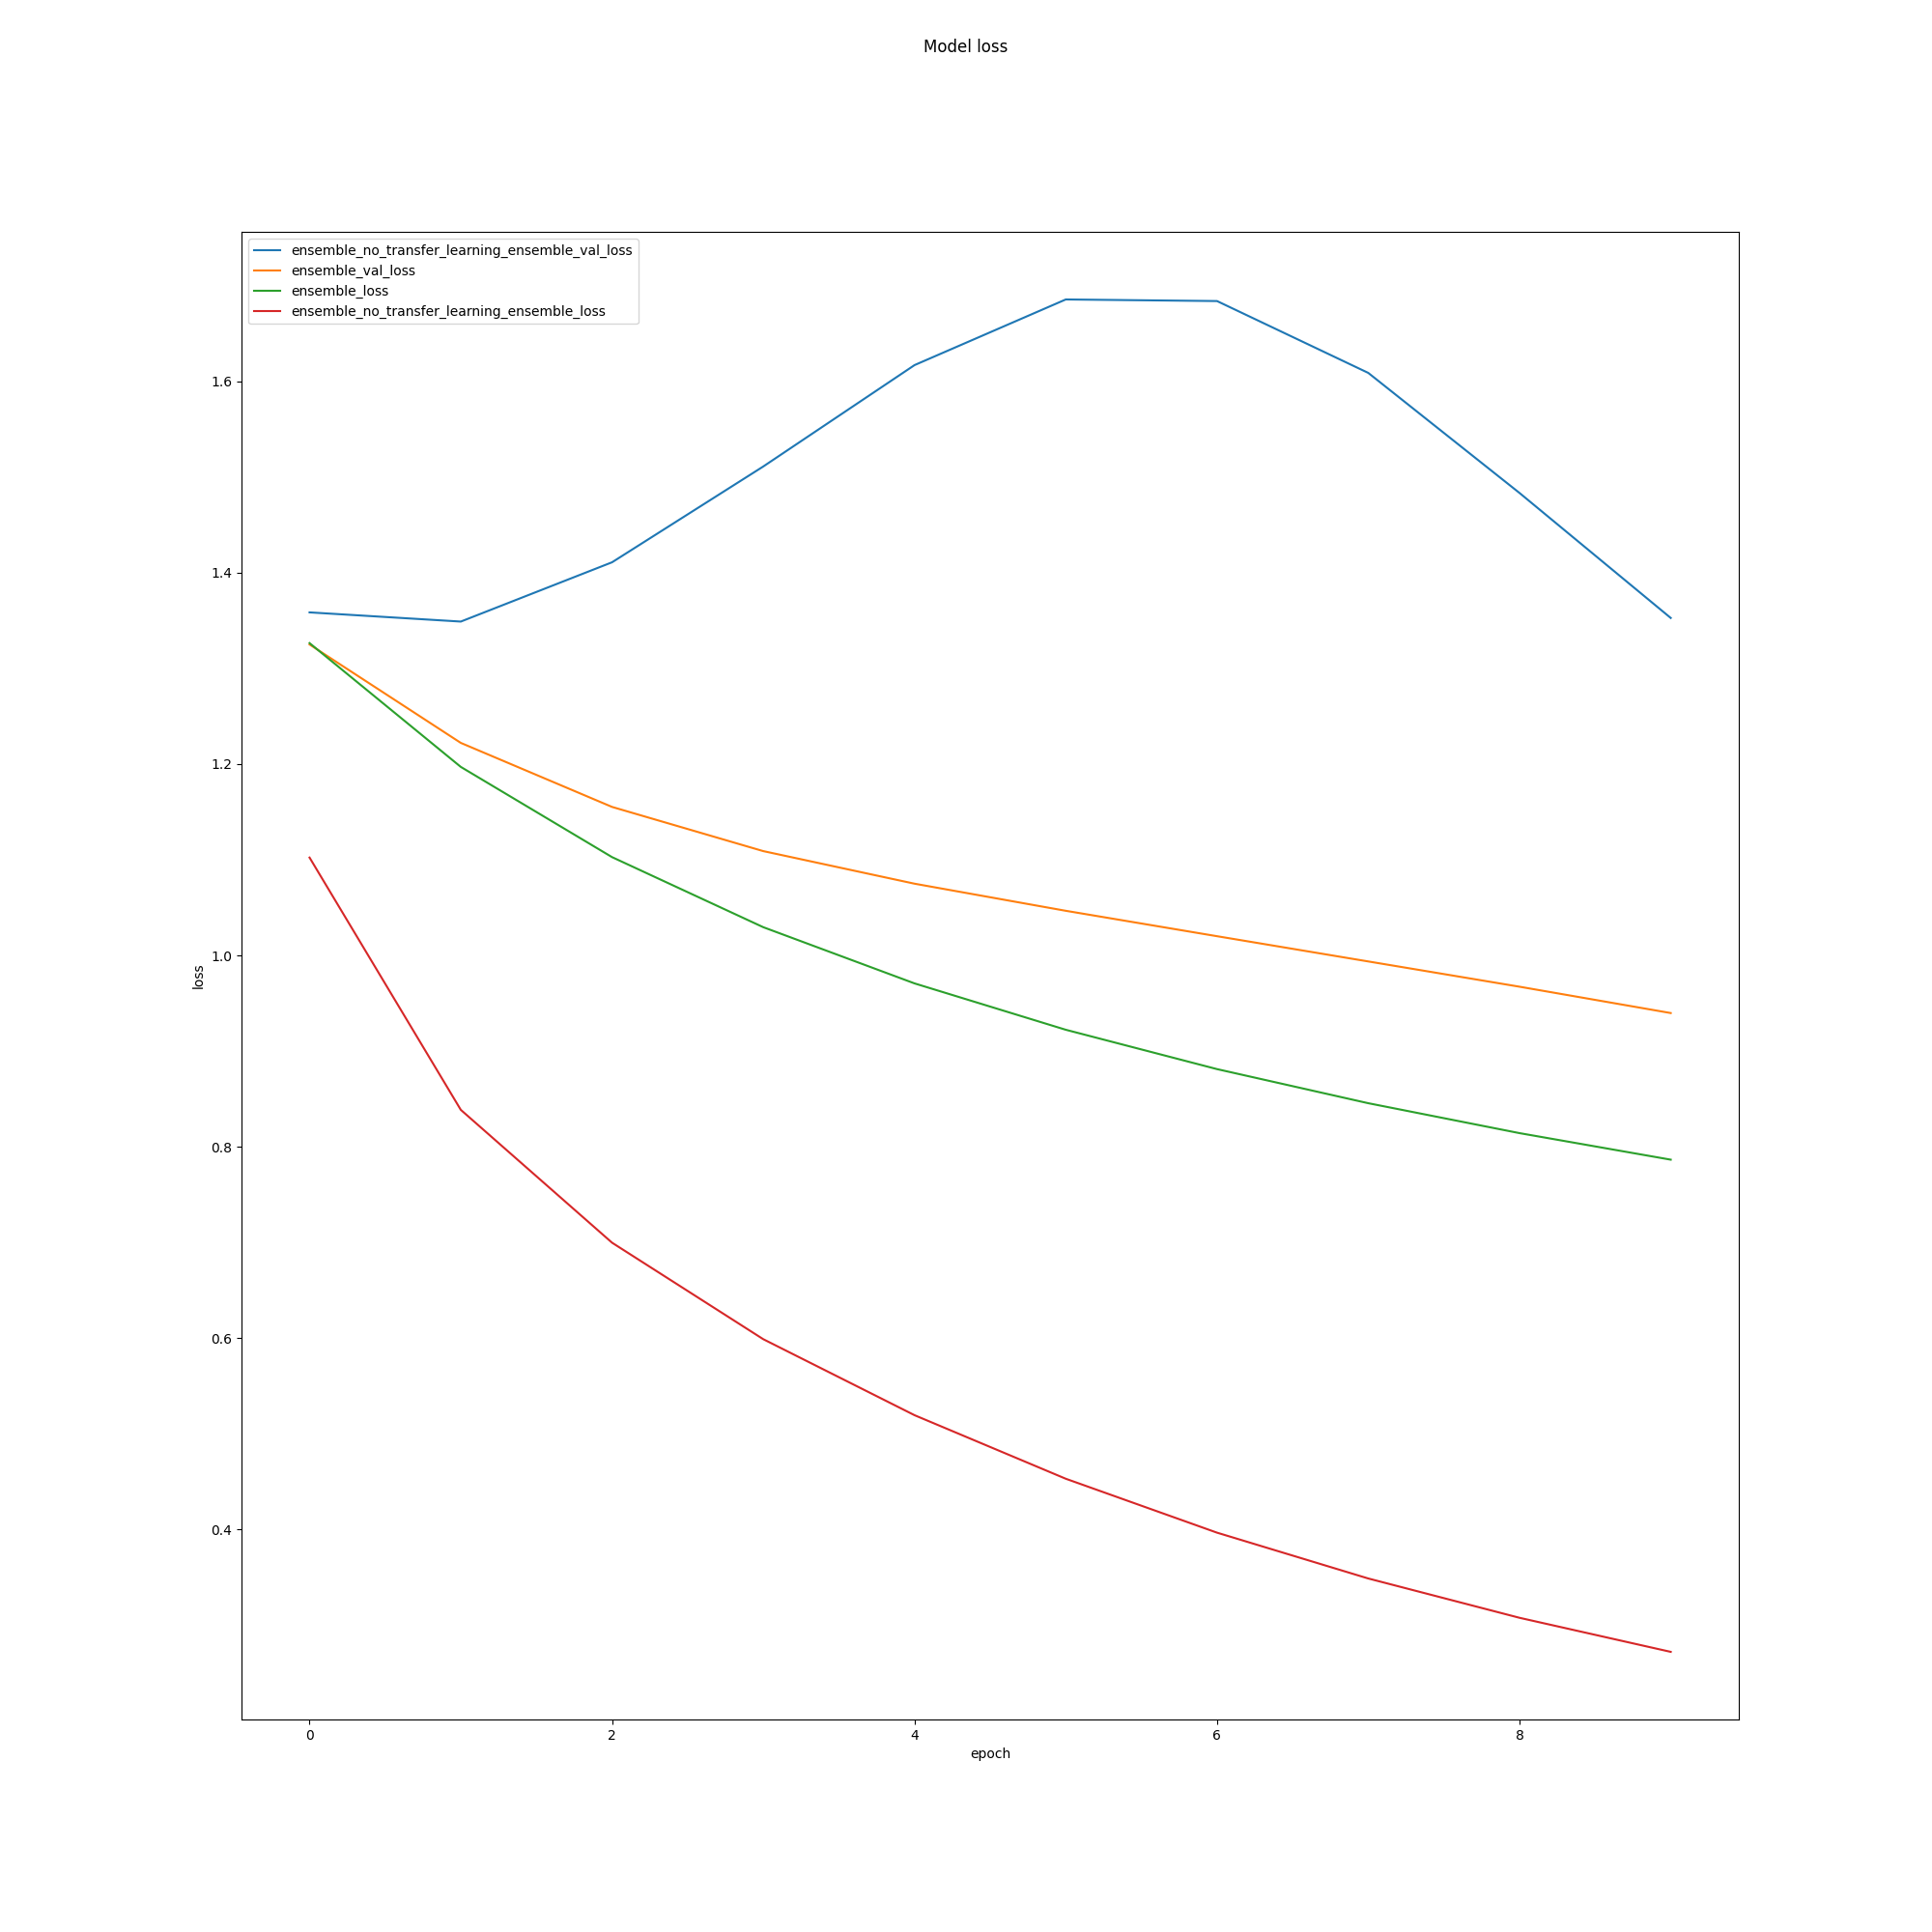 Model loss
ensemble_no_transfer_learning_ensemble_val_loss
ensemble_val_loss
ensemble_loss
ensemble_no_transfer_learning_ensemble_loss
1.6
1.4
1.2
1.0
0.8
0.6
0.4
loss
0 2 4 6 8
epoch